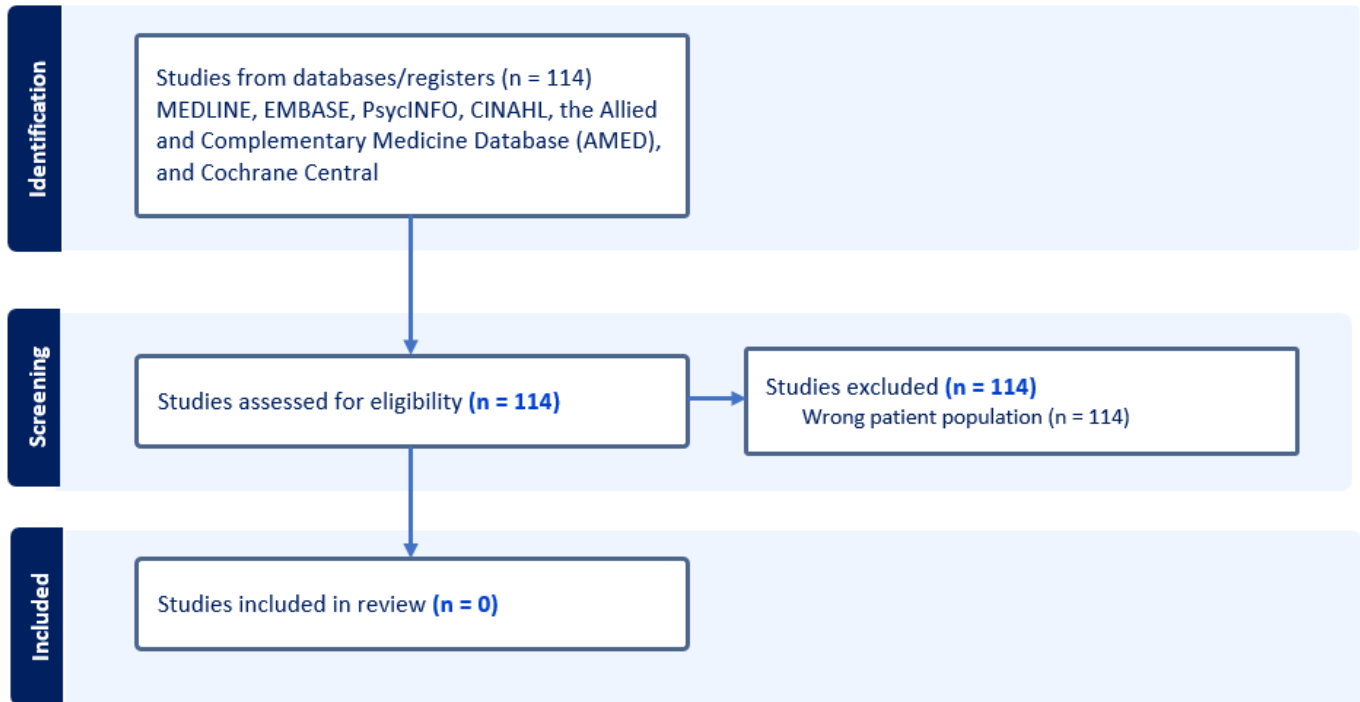 Identification
Studies from databases/registers (n = 114)
MEDLINE, EMBASE, PsycINFO, CINAHL, the Allied
and Complementary Medicine Database (AMED),
and Cochrane Central
Screening
Studies assessed for eligibility (n = 114)
Studies excluded (n = 114)
Wrong patient population (n = 114)
Included
Studies included in review (n = 0)